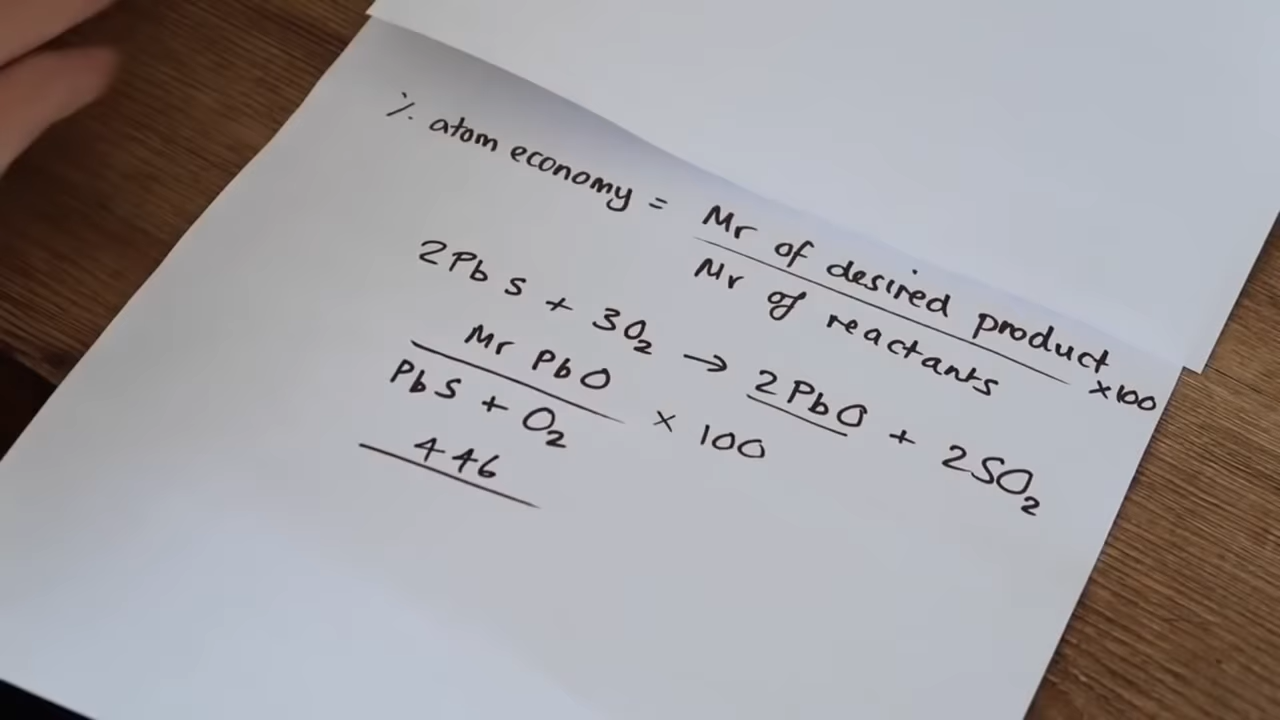 % atom economy = Mr of desired product
Mr of reactants ×100
2PbS + 3O₂ → 2PbO + 2SO₂
Mr PbO
PbS + O₂ × 100
446